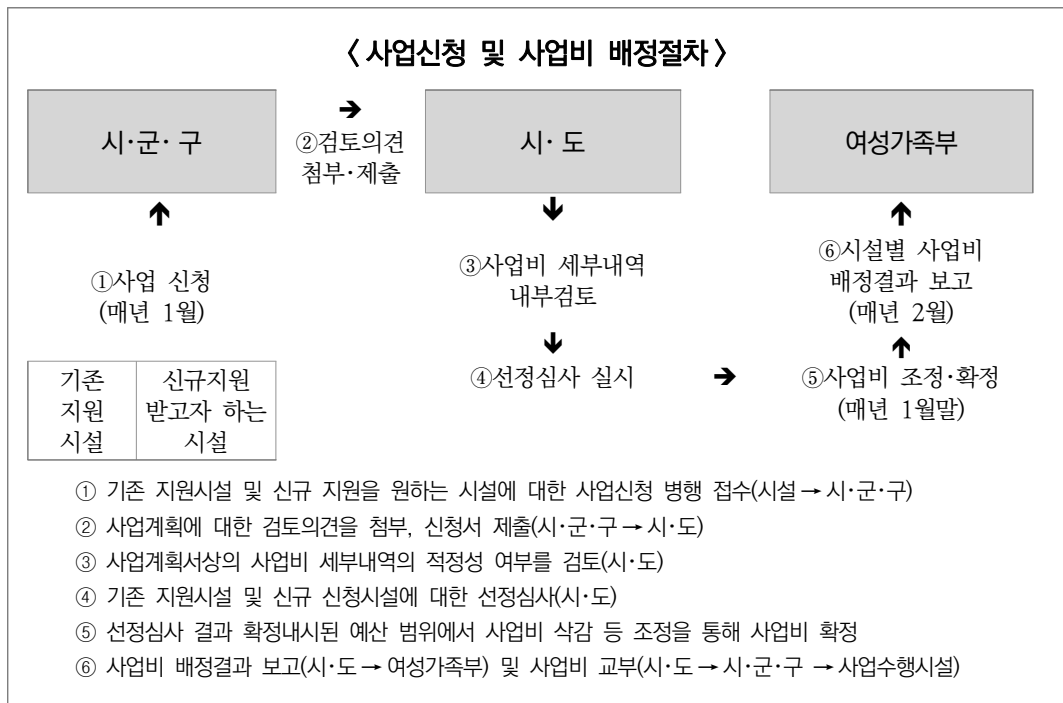 〈 사업신청 및 사업비 배정절차 〉
시·군· 구
➔
②검토의견
첨부·제출
시· 도
여성가족부
①사업 신청
(매년 1월)
③사업비 세부내역
내부검토
⑥시설별 사업비
배정결과 보고
(매년 2월)
④선정심사 실시
➔
⑤사업비 조정·확정
(매년 1월말)
기존
지원
시설
신규지원
받고자 하는
시설
① 기존 지원시설 및 신규 지원을 원하는 시설에 대한 사업신청 병행 접수(시설→시·군·구)
② 사업계획에 대한 검토의견을 첨부, 신청서 제출(시·군·구→시·도)
③ 사업계획서상의 사업비 세부내역의 적정성 여부를 검토(시·도)
④ 기존 지원시설 및 신규 신청시설에 대한 선정심사(시·도)
⑤ 선정심사 결과 확정내시된 예산 범위에서 사업비 삭감 등 조정을 통해 사업비 확정
⑥ 사업비 배정결과 보고(시·도→여성가족부) 및 사업비 교부(시·도→시·군·구 →사업수행시설)